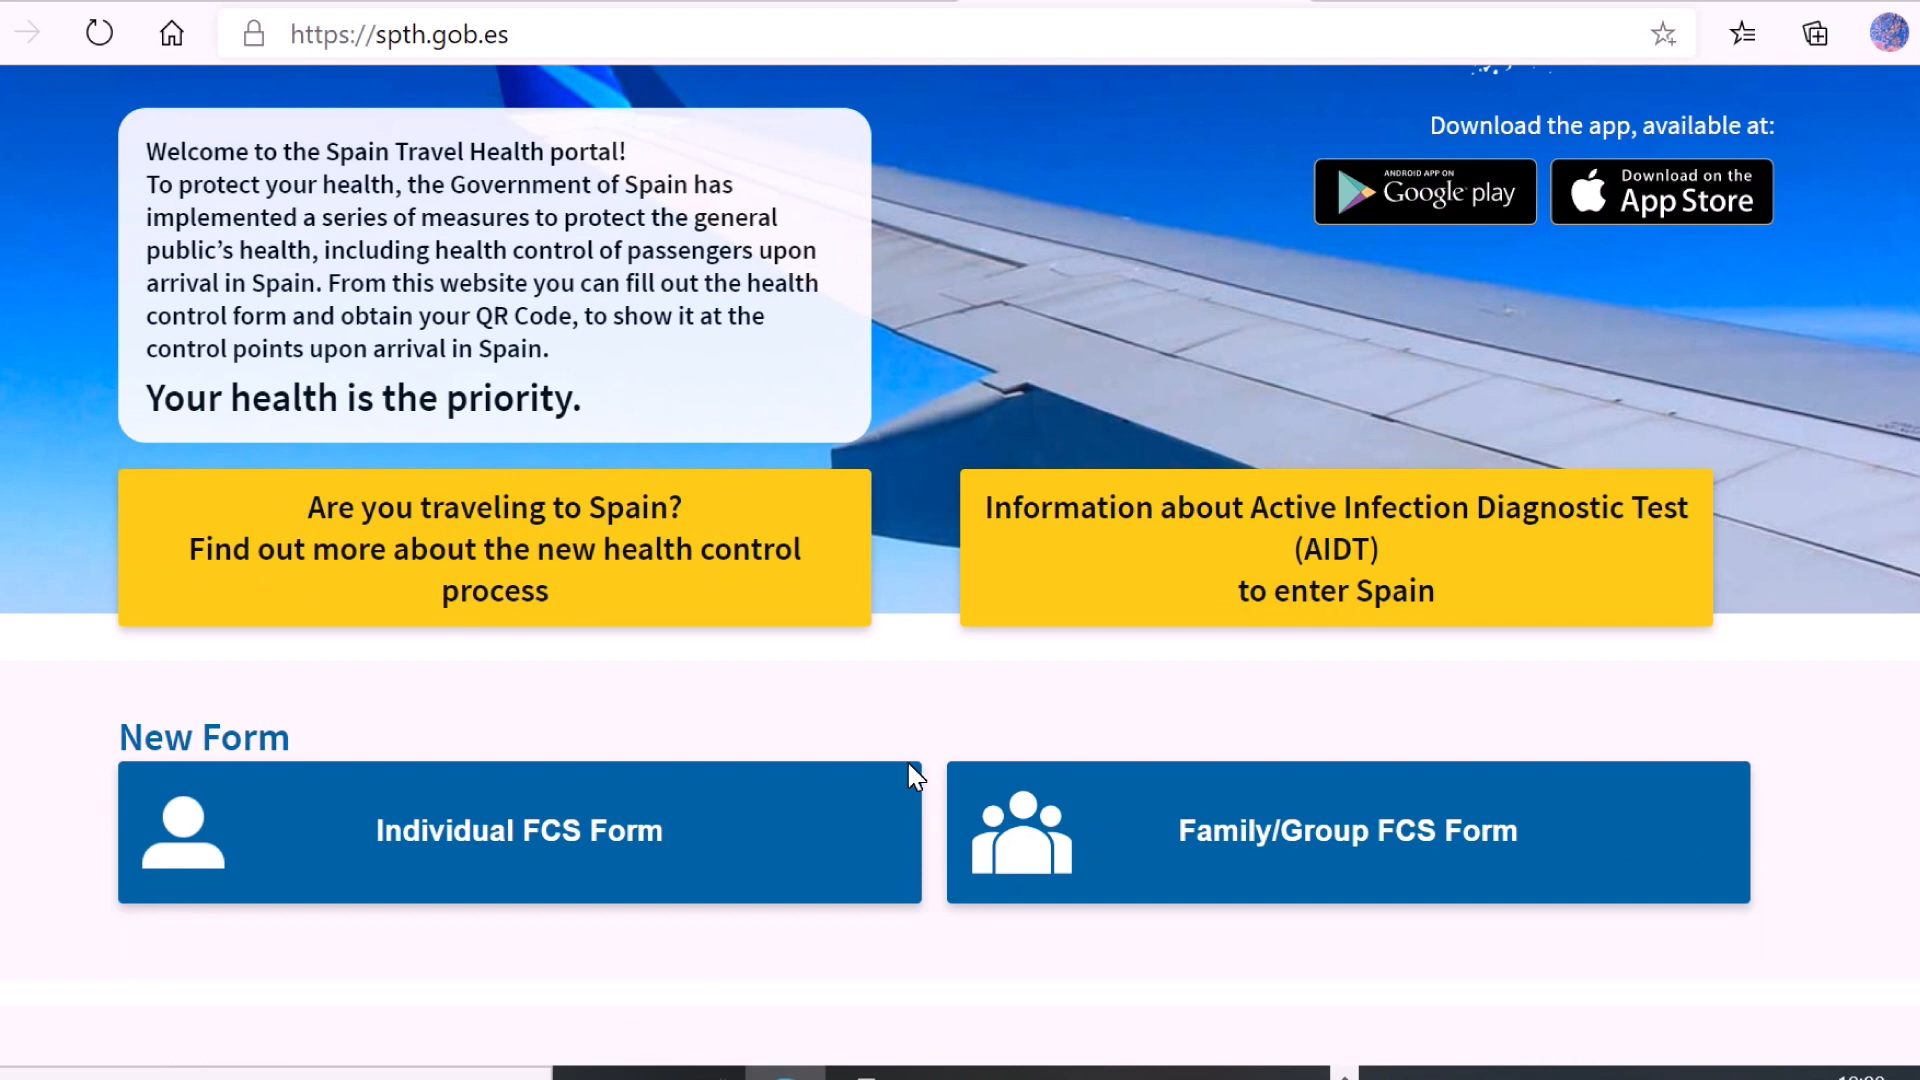 https://spth.gob.es
Download the app, available at:
ANDROID APP ON
Google play
Download on the
App Store
Welcome to the Spain Travel Health portal!
To protect your health, the Government of Spain has
implemented a series of measures to protect the general
public’s health, including health control of passengers upon
arrival in Spain. From this website you can fill out the health
control form and obtain your QR Code, to show it at the
control points upon arrival in Spain.
Your health is the priority.
Are you traveling to Spain?
Find out more about the new health control
process
Information about Active Infection Diagnostic Test
(AIDT)
to enter Spain
New Form
Individual FCS Form
Family/Group FCS Form